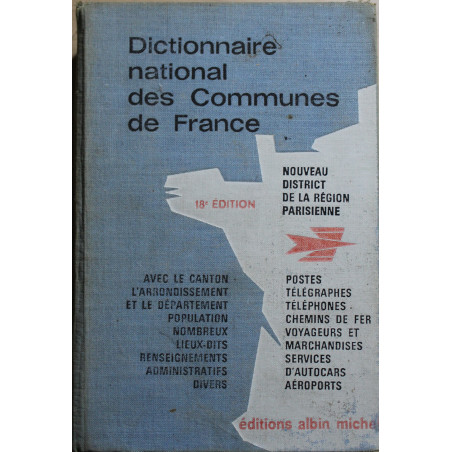 Dictionnaire
national
des Communes
de France
NOUVEAU
DISTRICT
DE LA RÉGION
PARISIENNE
18e ÉDITION
AVEC LE CANTON
L'ARRONDISSEMENT
ET LE DÉPARTEMENT
POPULATION
NOMBREUX
LIEUX-DITS
RENSEIGNEMENTS
ADMINISTRATIFS
DIVERS
POSTES
TÉLÉGRAPHES
TÉLÉPHONES
CHEMINS DE FER
VOYAGEURS ET
MARCHANDISES
SERVICES
D'AUTOCARS
AÉROPORTS
éditions albin miche